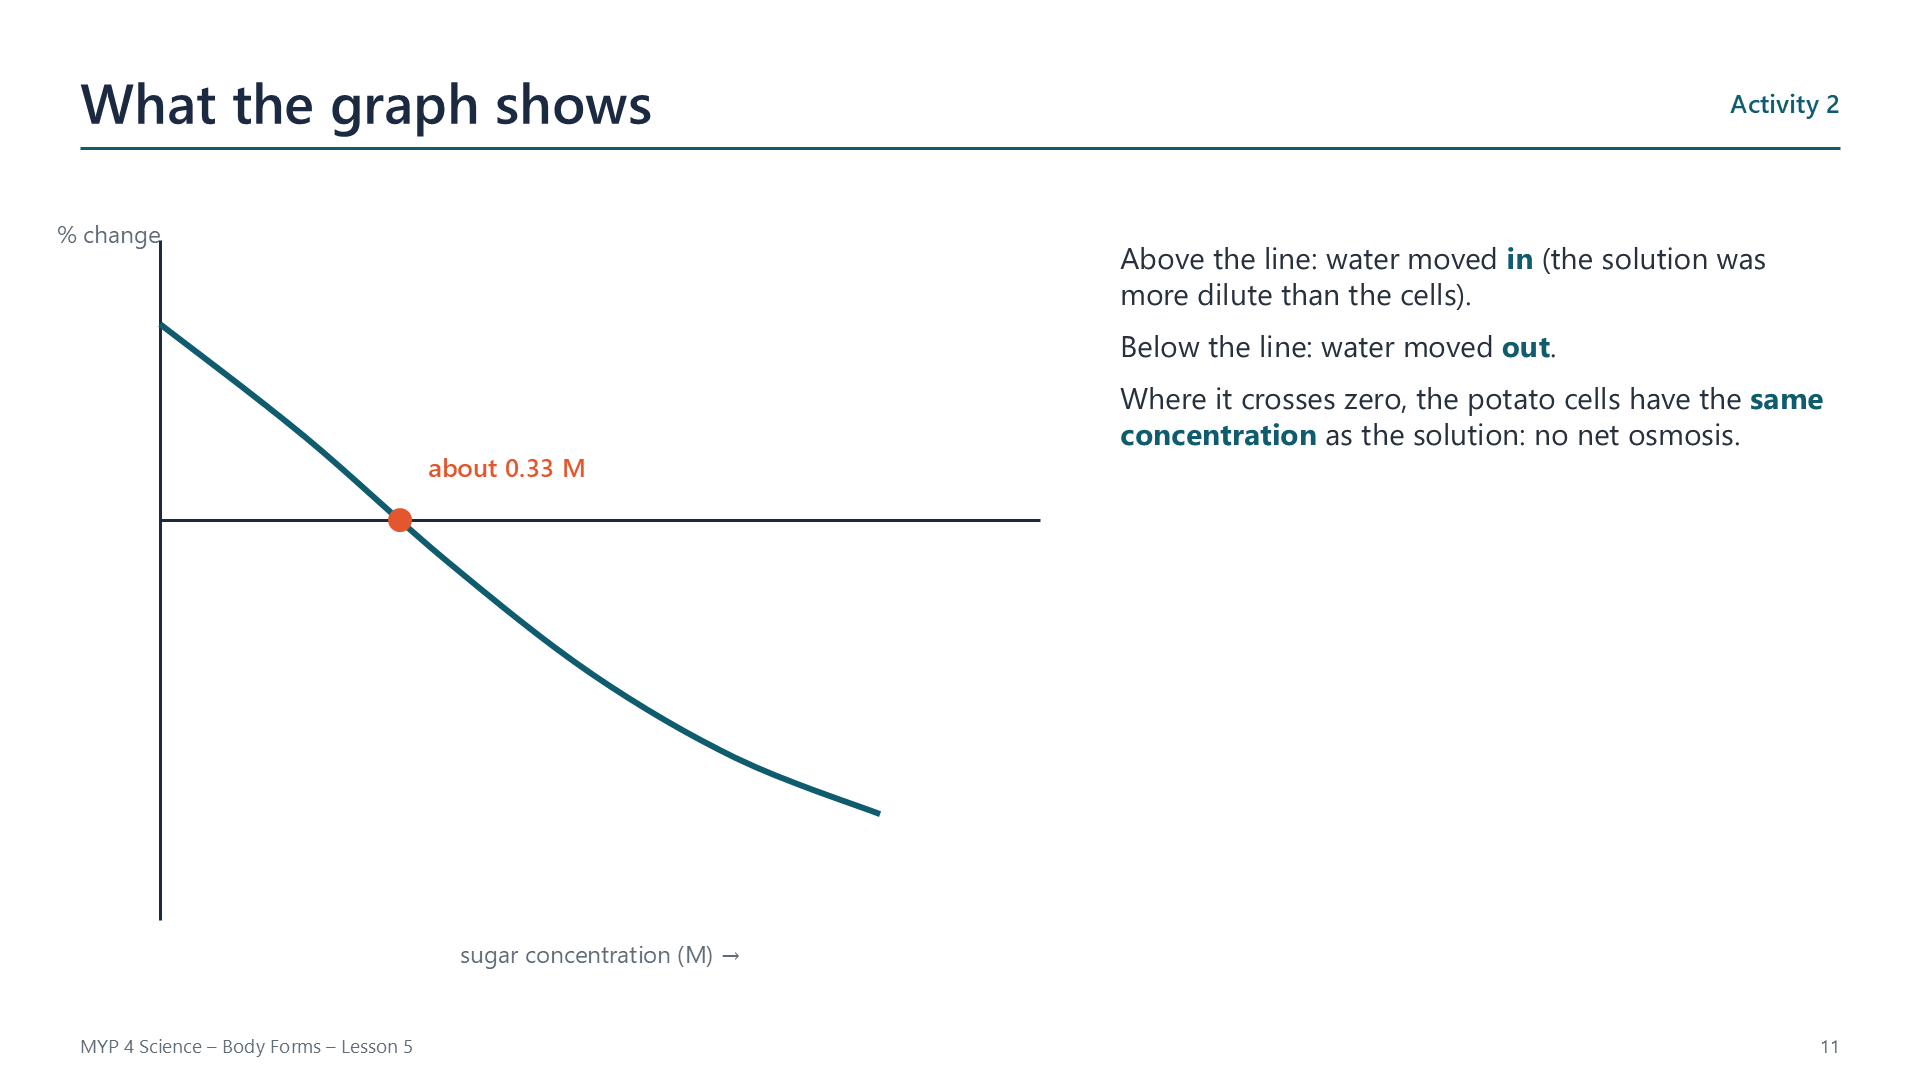 What the graph shows
Activity 2
% change
about 0.33 M
sugar concentration (M) →
Above the line: water moved in (the solution was
more dilute than the cells).
Below the line: water moved out.
Where it crosses zero, the potato cells have the same
concentration as the solution: no net osmosis.
MYP 4 Science – Body Forms – Lesson 5
11